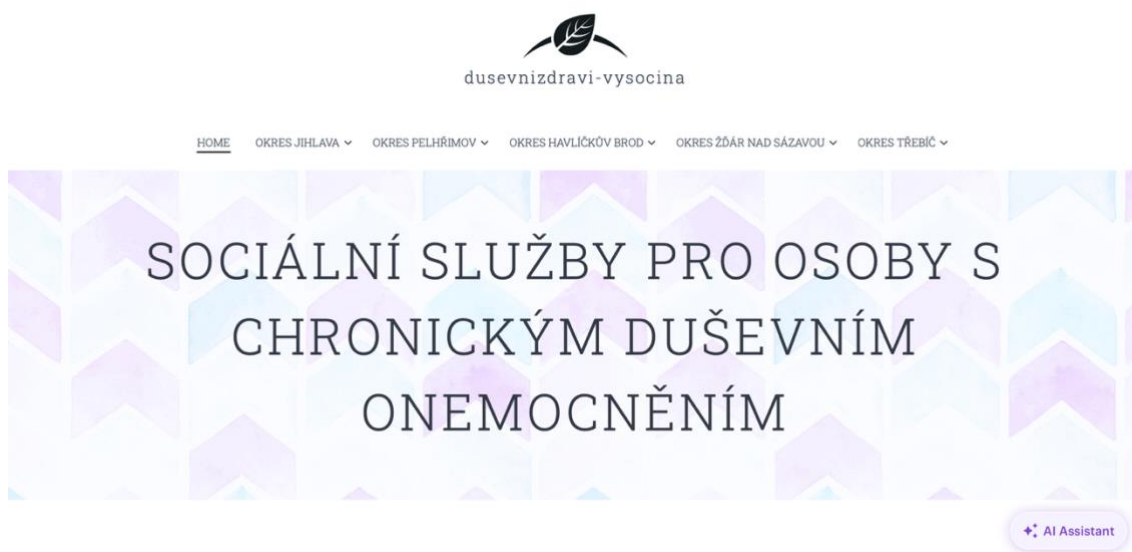 dusevnizdravi-vysocina
HOME OKRES JIHLAVA OKRES PELHŘIMOV OKRES HAVLÍČKŮV BROD OKRES ŽĎÁR NAD SÁZAVOU OKRES TŘEBÍČ
SOCIÁLNÍ SLUŽBY PRO OSOBY S
CHRONICKÝM DUŠEVNÍM
ONEMOCNĚNÍM
AI Assistant